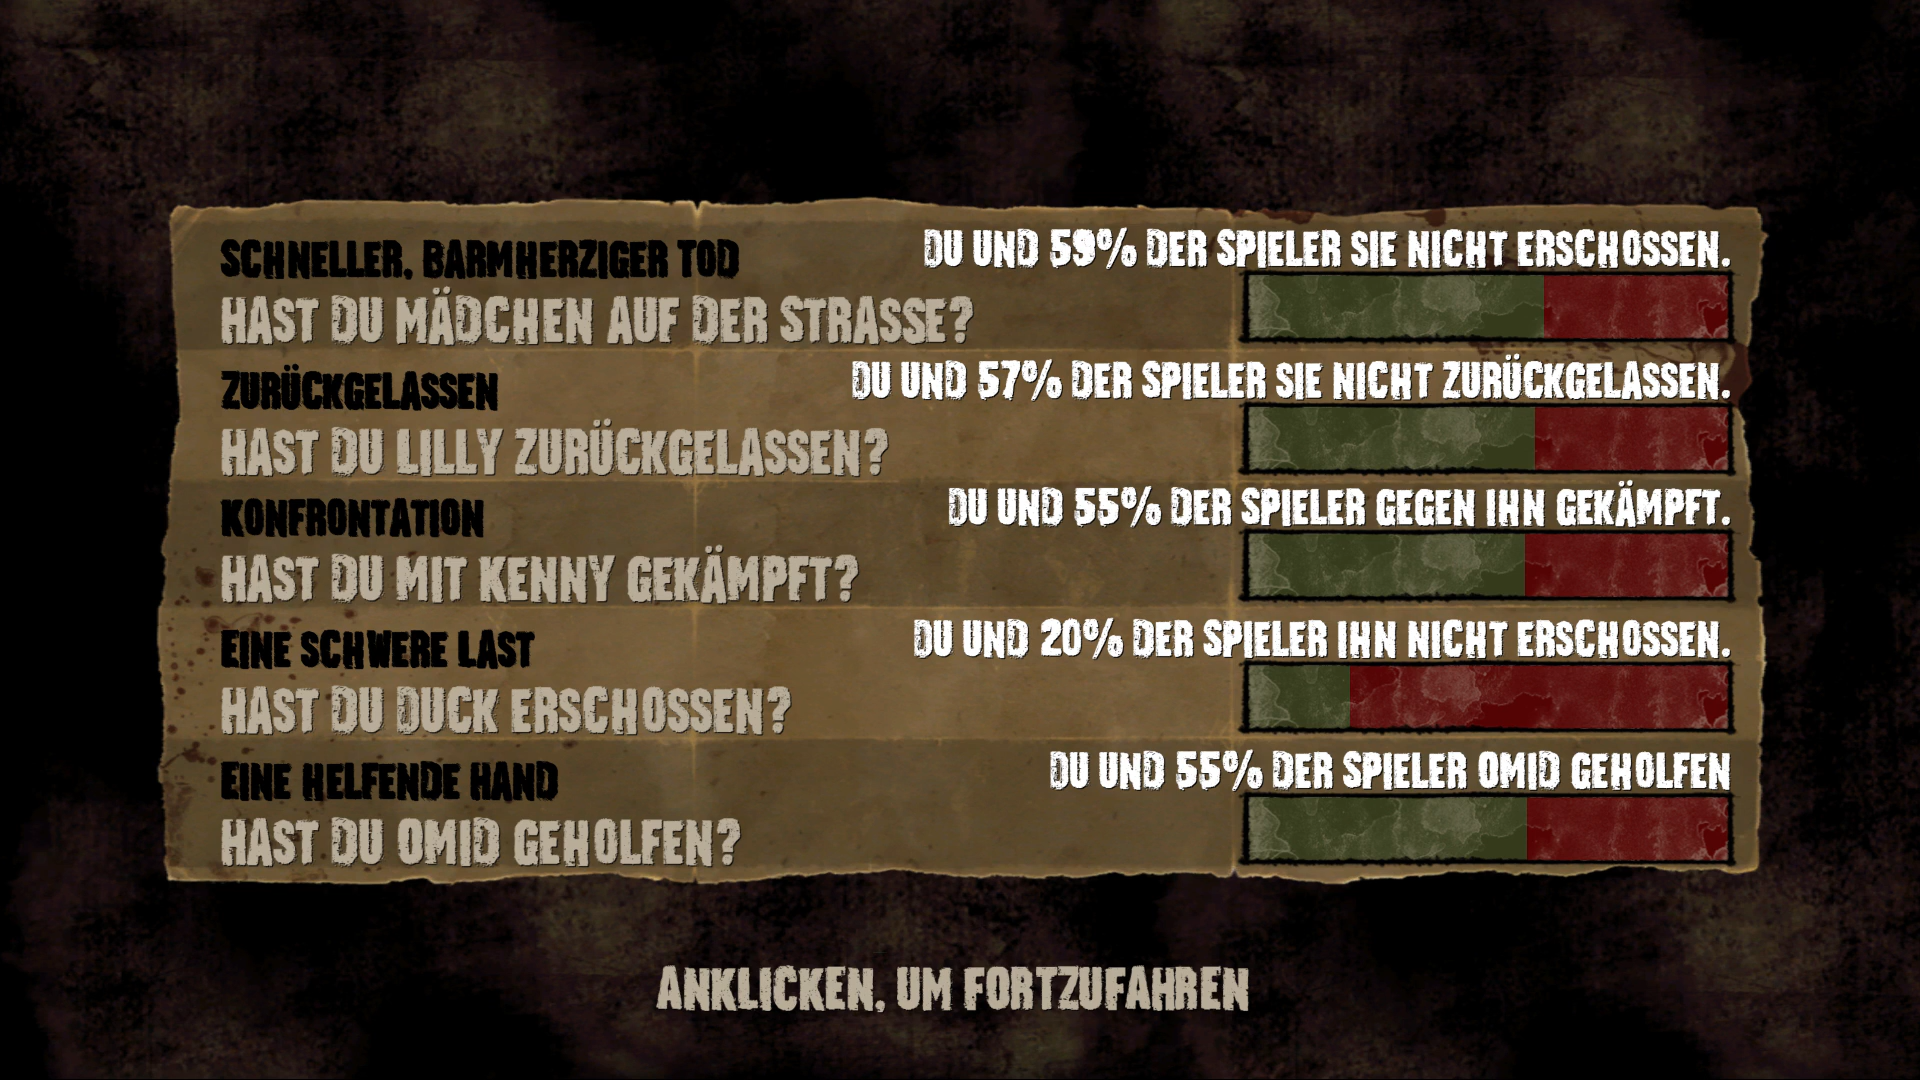 SCHNELLER, BARMHERZIGER TOD
DU UND 59% DER SPIELER SIE NICHT ERSCHOSSEN.
HAST DU MÄDCHEN AUF DER STRASSE?
ZURÜCKGELASSEN
DU UND 57% DER SPIELER SIE NICHT ZURÜCKGELASSEN.
HAST DU LILLY ZURÜCKGELASSEN?
KONFRONTATION
DU UND 55% DER SPIELER GEGEN IHN GEKÄMPFT.
HAST DU MIT KENNY GEKÄMPFT?
EINE SCHWERE LAST
DU UND 20% DER SPIELER IHN NICHT ERSCHOSSEN.
HAST DU DUCK ERSCHOSSEN?
EINE HELFENDE HAND
DU UND 55% DER SPIELER OMID GEHOLFEN
HAST DU OMID GEHOLFEN?
ANKLICKEN, UM FORTZUFAHREN